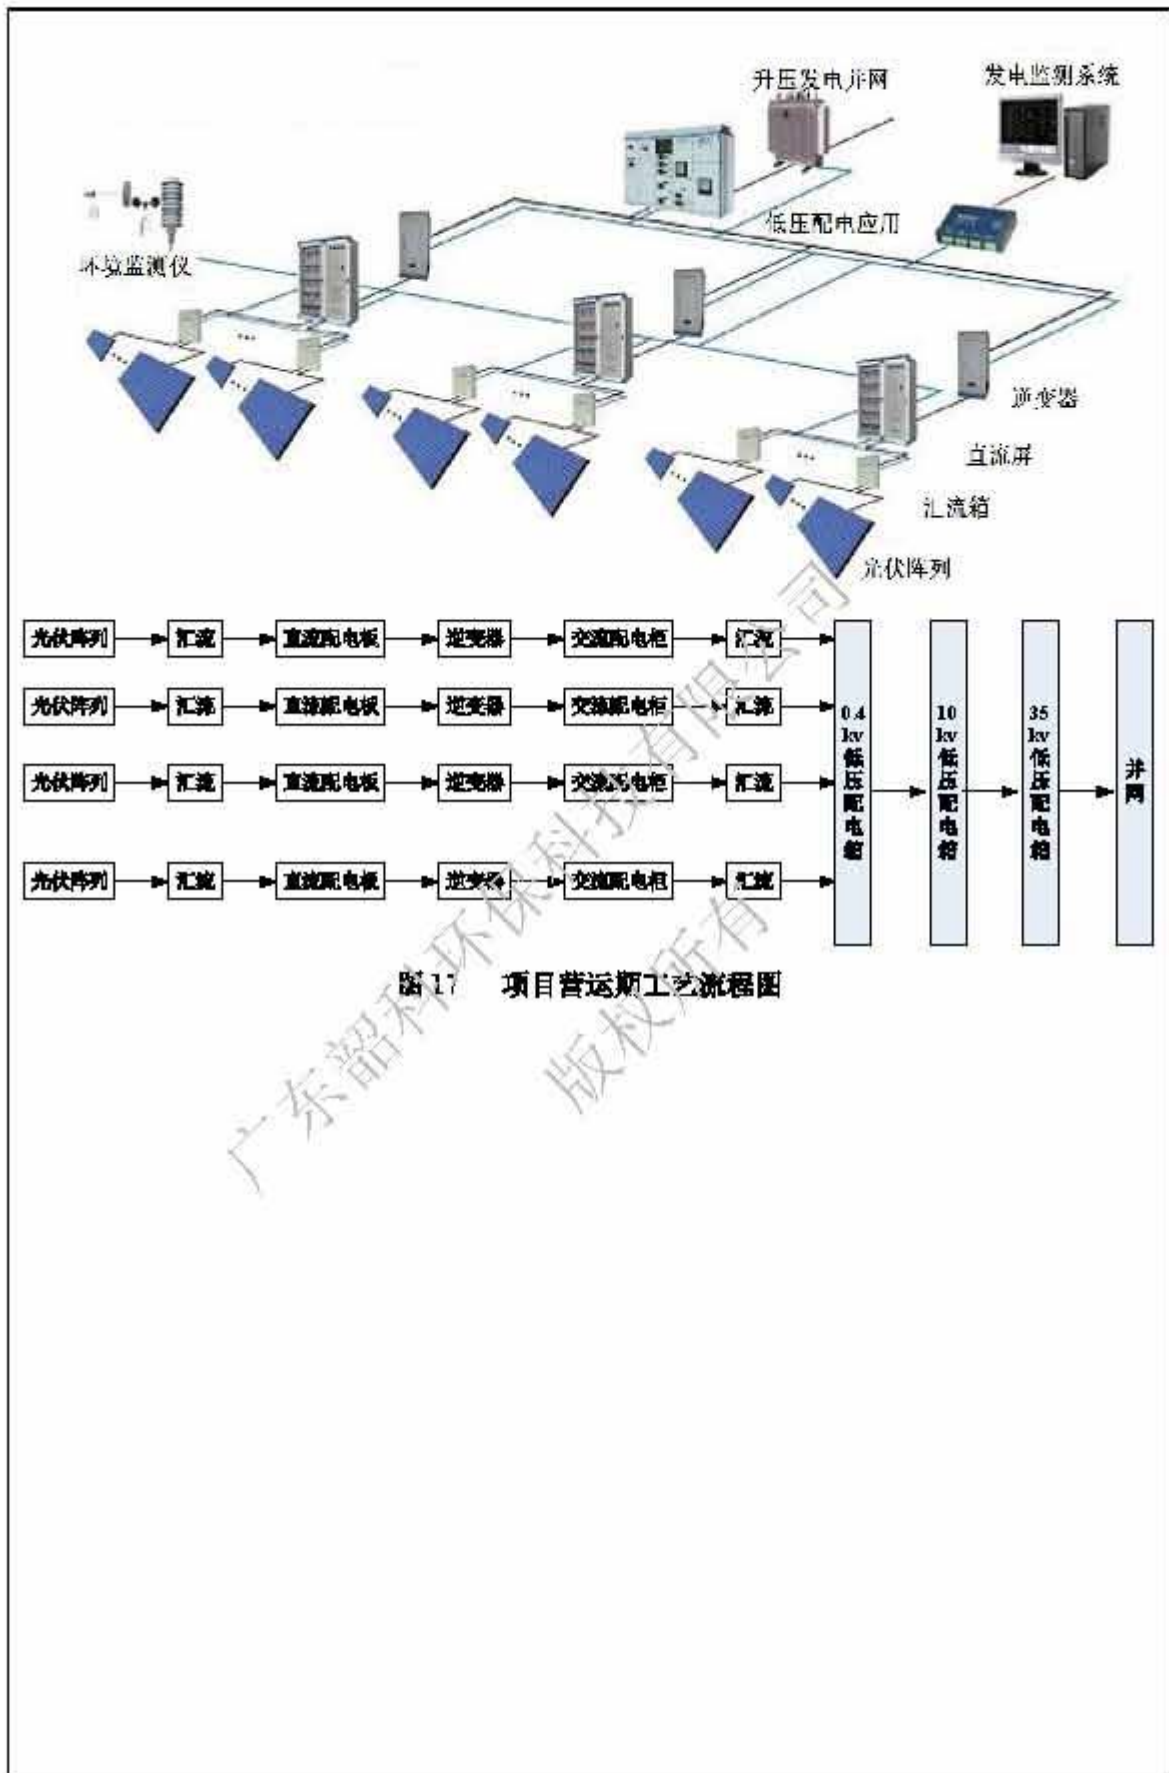 升压发电并网
发电监测系统
低压配电应用
环境监测仪
逆变器
直流屏
汇流箱
光伏阵列
光伏阵列 汇流 直流配电板 逆变器 交流配电柜 汇流
光伏阵列 汇流 直流配电板 逆变器 交流配电柜 汇流
光伏阵列 汇流 直流配电板 逆变器 交流配电柜 汇流
光伏阵列 汇流 直流配电板 逆变器 交流配电柜 汇流
0.4kv低压配电箱
10kv低压配电箱
35kv低压配电箱
并网
图 17 项目营运期工艺流程图
广东韶科环保科技有限公司
版权所有